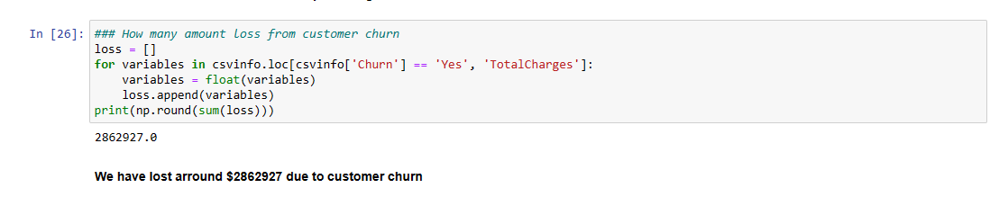 In [26]: ### How many amount loss from customer churn
loss = []
for variables in csvinfo.loc[csvinfo['Churn'] == 'Yes', 'TotalCharges']:
    variables = float(variables)
    loss.append(variables)
print(np.round(sum(loss)))
2862927.0
We have lost arround $2862927 due to customer churn